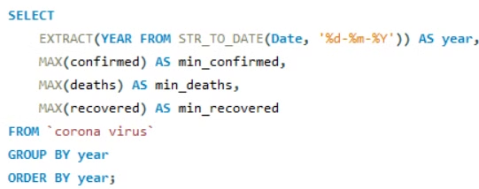 SELECT
EXTRACT(YEAR FROM STR_TO_DATE(Date, '%d-%m-%Y')) AS year,
MAX(confirmed) AS min_confirmed,
MAX(deaths) AS min_deaths,
MAX(recovered) AS min_recovered
FROM `corona virus`
GROUP BY year
ORDER BY year;